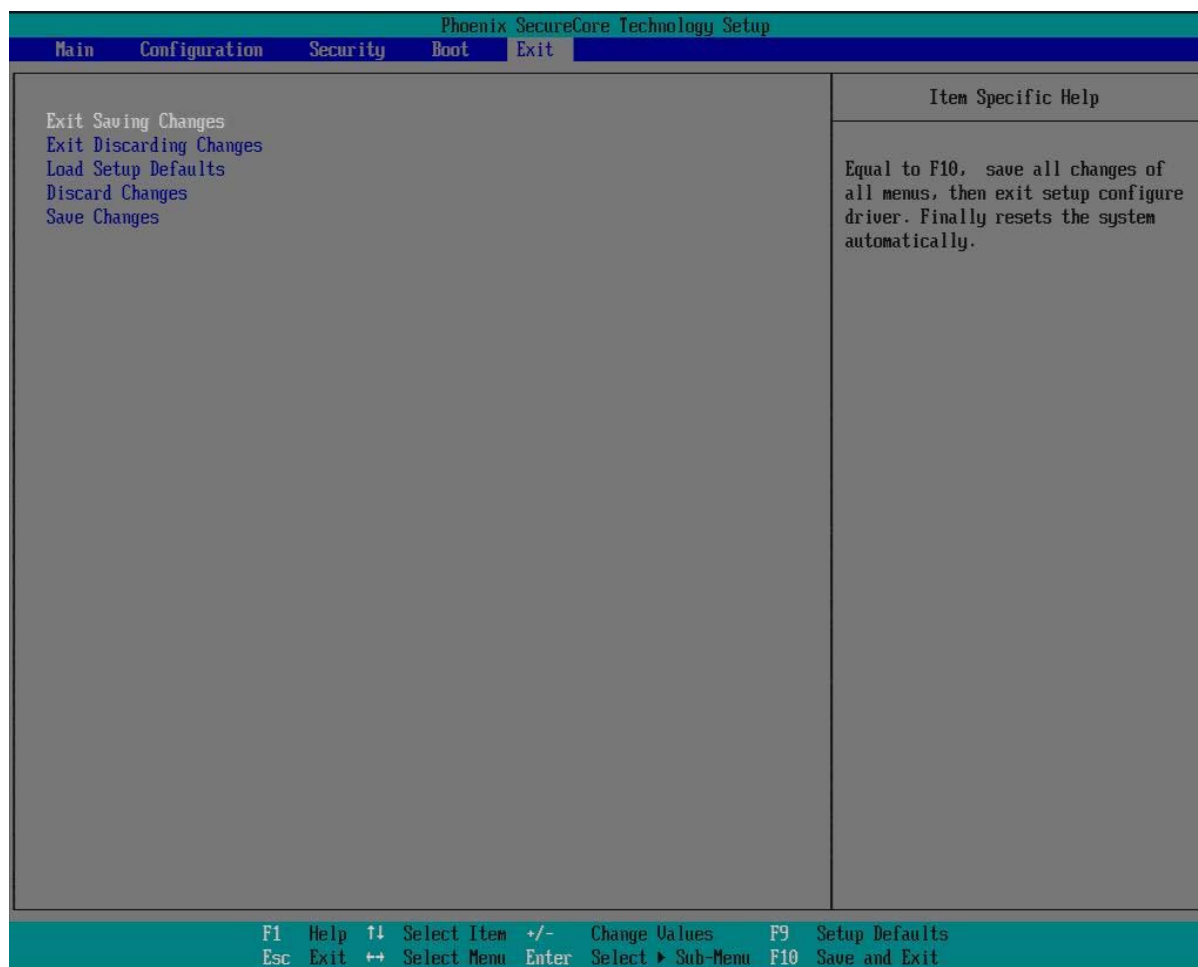 Phoenix SecureCore Technology Setup
Main Configuration Security Boot Exit
Item Specific Help
Exit Saving Changes
Exit Discarding Changes
Load Setup Defaults
Discard Changes
Save Changes
Equal to F10, save all changes of
all menus, then exit setup configure
driver. Finally resets the system
automatically.
F1 Help ↑↓ Select Item +/- Change Values F9 Setup Defaults
Esc Exit ↔ Select Menu Enter Select ▶ Sub-Menu F10 Save and Exit